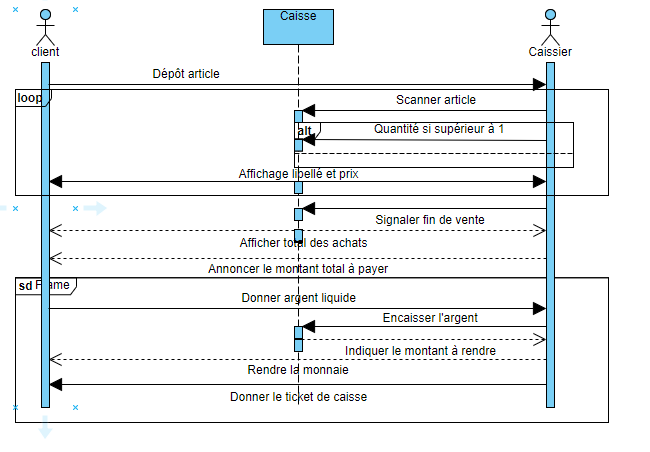 Caisse
client
Caissier
Dépôt article
loop
Scanner article
alt
Quantité si supérieur à 1
Affichage libellé et prix
Signaler fin de vente
Afficher total des achats
Annoncer le montant total à payer
sd Frame
Donner argent liquide
Encaisser l'argent
Indiquer le montant à rendre
Rendre la monnaie
Donner le ticket de caisse